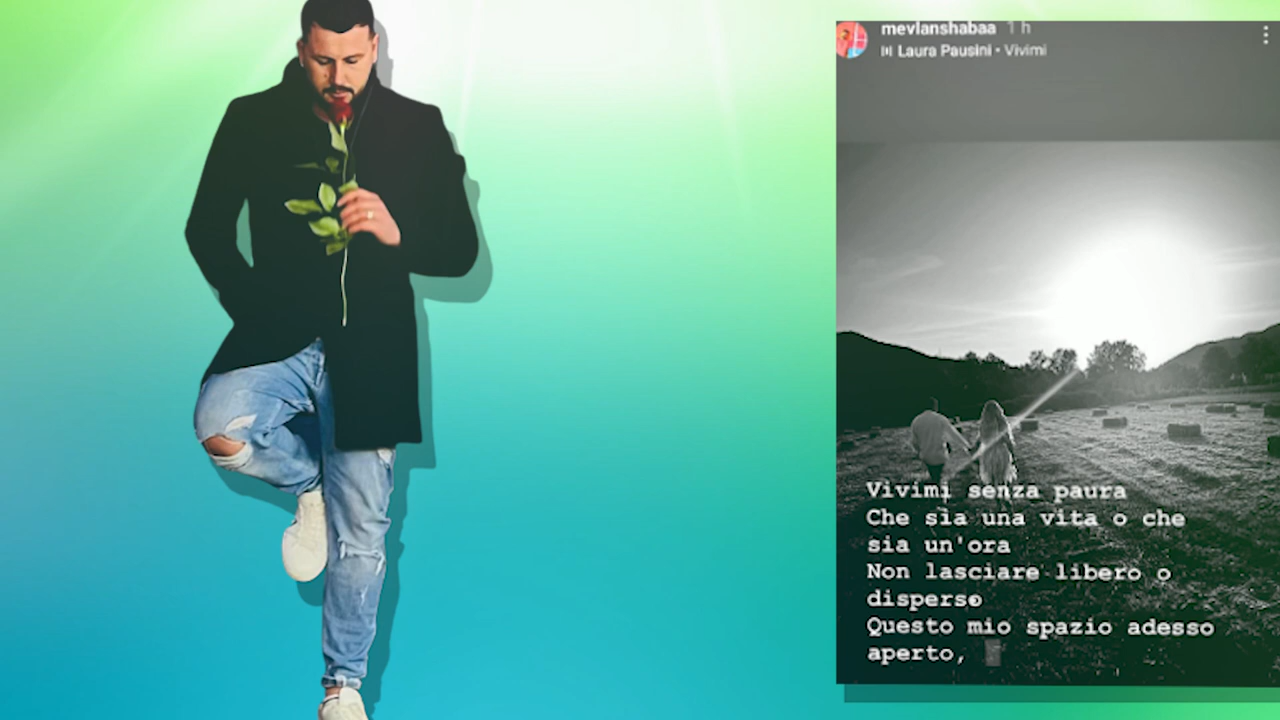 mevlanshabaa 1 h
Laura Pausini • Vivimi
Vivimi senza paura
Che sia una vita o che
sia un'ora
Non lasciare libero o
disperso
Questo mio spazio adesso
aperto,